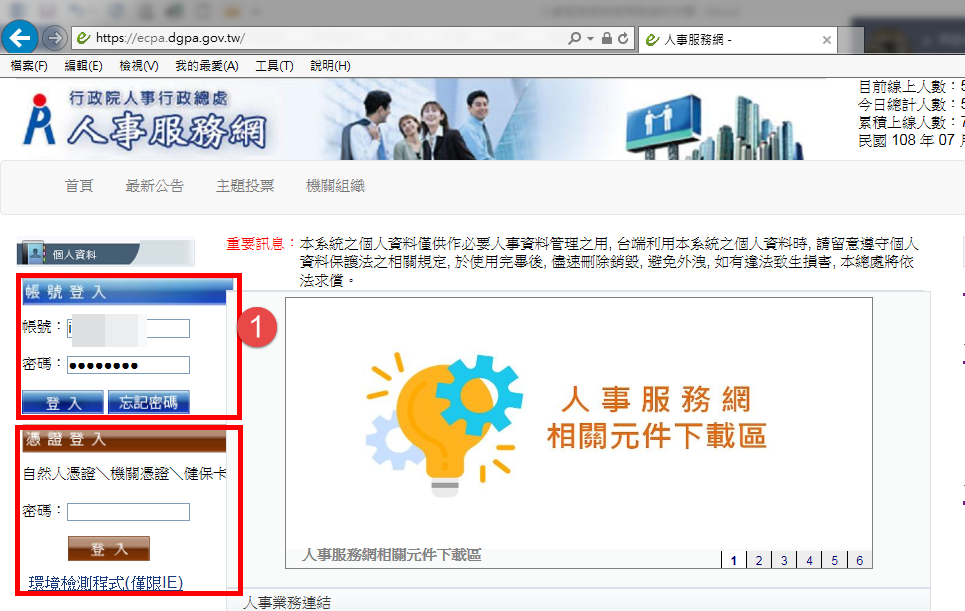 https://ecpa.dgpa.gov.tw/
人事服務網 -
檔案(F) 編輯(E) 檢視(V) 我的最愛(A) 工具(T) 說明(H)
行政院人事行政總處
人事服務網
目前線上人數：5
今日總計人數：5
累積上線人數：7
民國 108 年 07 月
首頁 最新公告 主題投票 機關組織
個人資料
重要訊息：本系統之個人資料僅供作必要人事資料管理之用, 台端利用本系統之個人資料時, 請留意遵守個人
資料保護法之相關規定, 於使用完畢後, 儘速刪除銷毀, 避免外洩, 如有違法致生損害, 本總處將依
法求償。
帳號登入
帳號：i
密碼：●●●●●●●●
登入 忘記密碼
1
憑證登入
自然人憑證＼機關憑證＼健保卡
密碼：
登入
環境檢測程式(僅限IE)
人事服務網
相關元件下載區
人事服務網相關元件下載區
1 2 3 4 5 6
人事業務連結